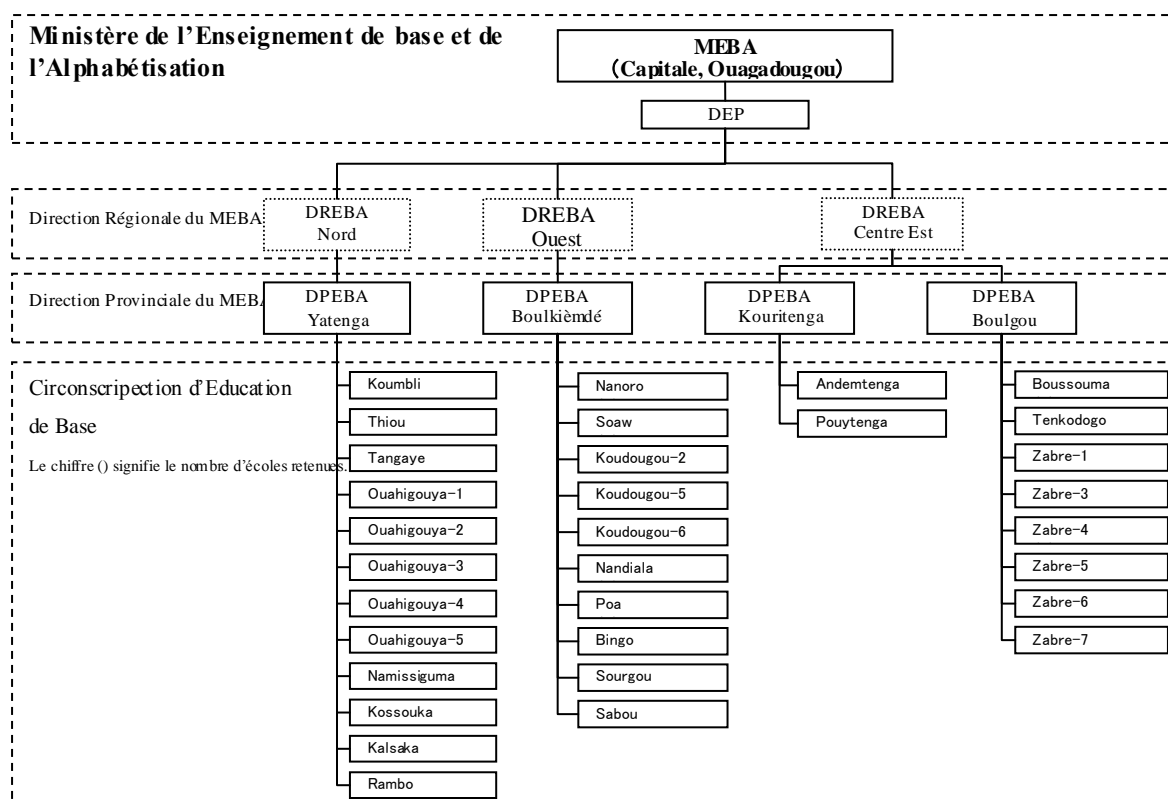 Ministère de l'Enseignement de base et de
l'Alphabétisation
MEBA
(Capitale, Ouagadougou)
DEP
Direction Régionale du MEBA
DREBA
Nord
DREBA
Ouest
DREBA
Centre Est
Direction Provinciale du MEBA
DPEBA
Yatenga
DPEBA
Boulkièmdé
DPEBA
Kouritenga
DPEBA
Boulgou
Circonscripection d'Education
de Base
Le chiffre () signifie le nombre d'écoles retenues.
Koumbli
Thiou
Tangaye
Ouahigouya-1
Ouahigouya-2
Ouahigouya-3
Ouahigouya-4
Ouahigouya-5
Namissiguma
Kossouka
Kalsaka
Rambo
Nanoro
Soaw
Koudougou-2
Koudougou-5
Koudougou-6
Nandiala
Poa
Bingo
Sourgou
Sabou
Andemtenga
Pouytenga
Boussouma
Tenkodogo
Zabre-1
Zabre-3
Zabre-4
Zabre-5
Zabre-6
Zabre-7